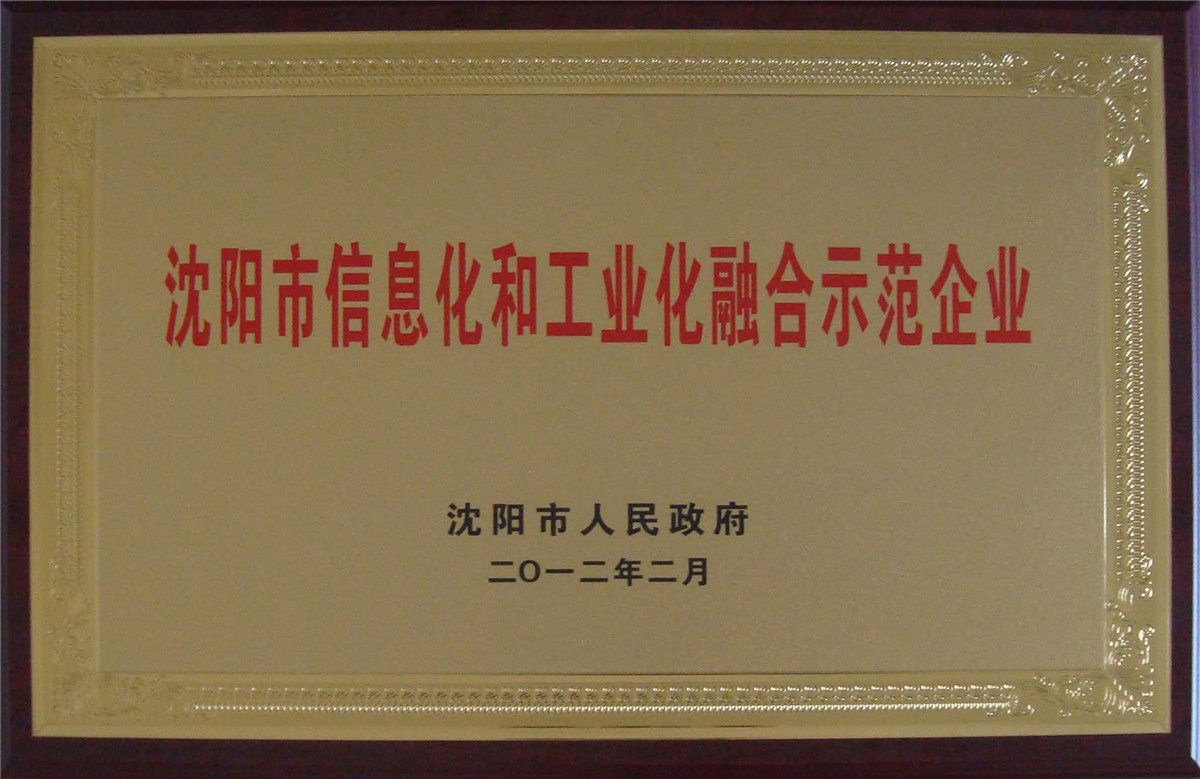 沈阳市信息化和工业化融合示范企业
沈阳市人民政府
二〇一二年二月